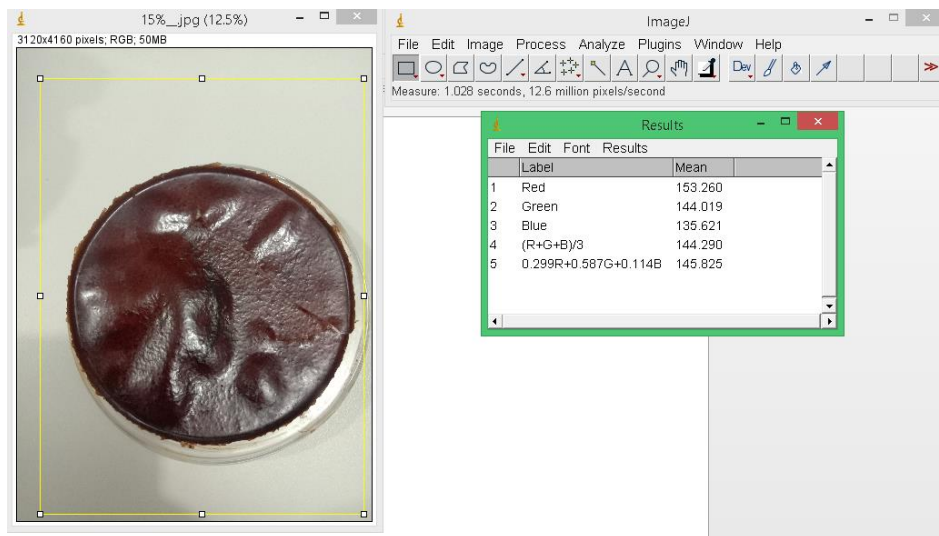 15%__.jpg (12.5%)
3120x4160 pixels; RGB; 50MB
ImageJ
File Edit Image Process Analyze Plugins Window Help
A Dev >>
Measure: 1.028 seconds, 12.6 million pixels/second
Results
File Edit Font Results
Label Mean
1 Red 153.260
2 Green 144.019
3 Blue 135.621
4 (R+G+B)/3 144.290
5 0.299R+0.587G+0.114B 145.825